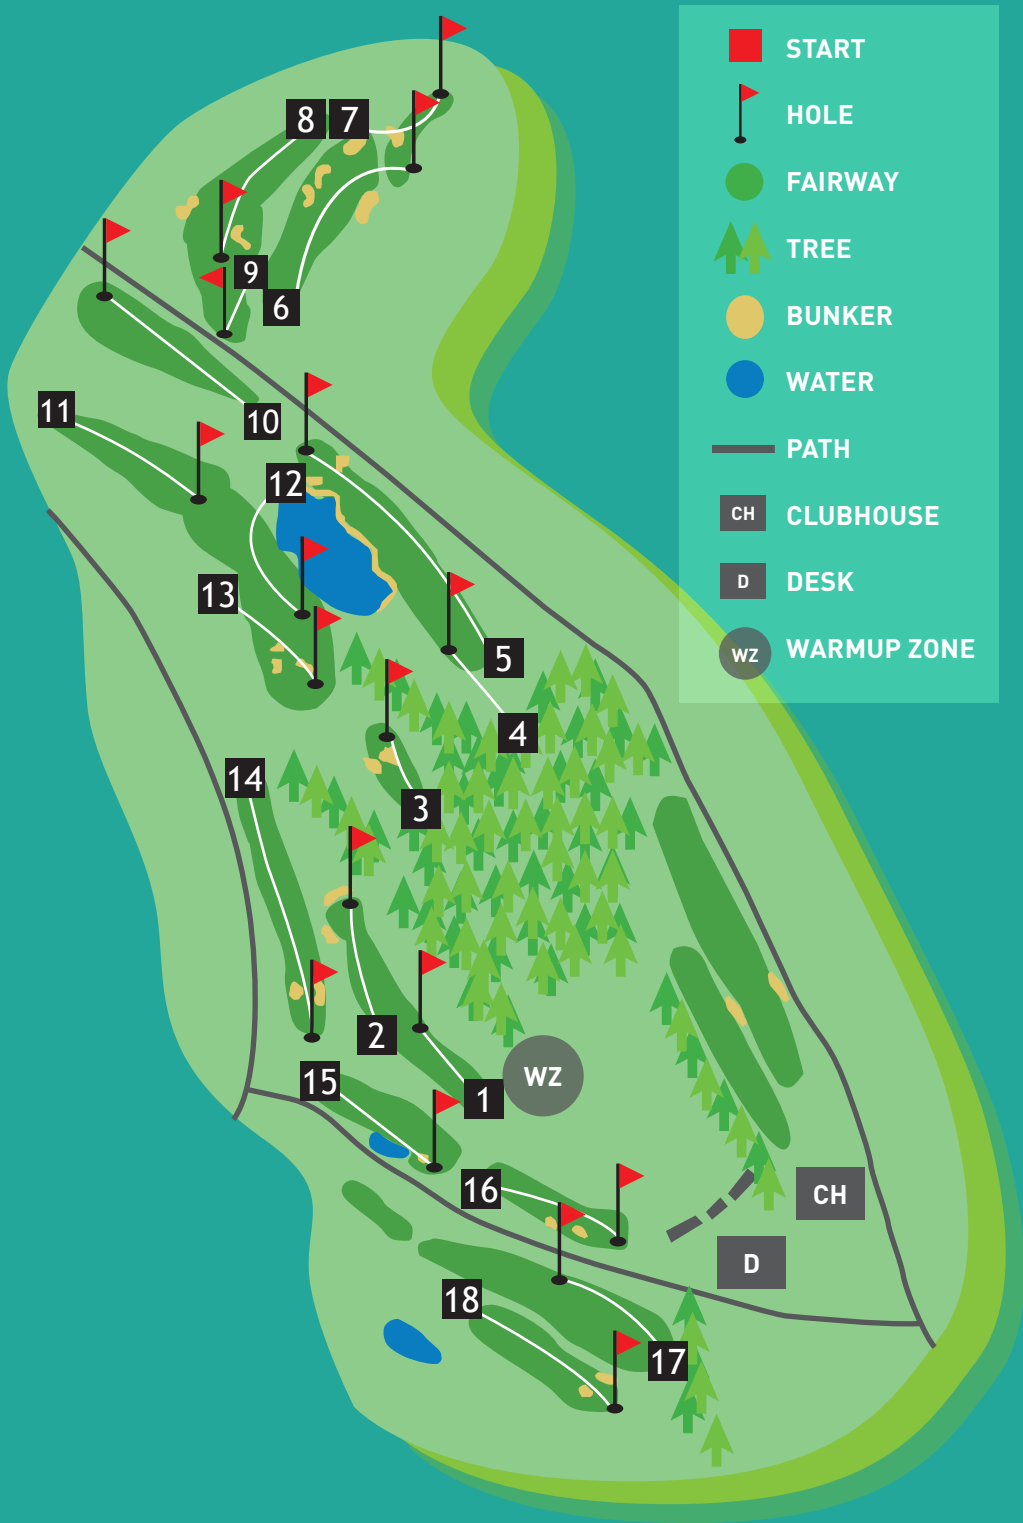 START
HOLE
FAIRWAY
TREE
BUNKER
WATER
PATH
CH CLUBHOUSE
D DESK
WZ WARMUP ZONE
8 7
9
6
11
10
12
13
5
4
14
3
2
15
1
WZ
16
CH
D
18
17